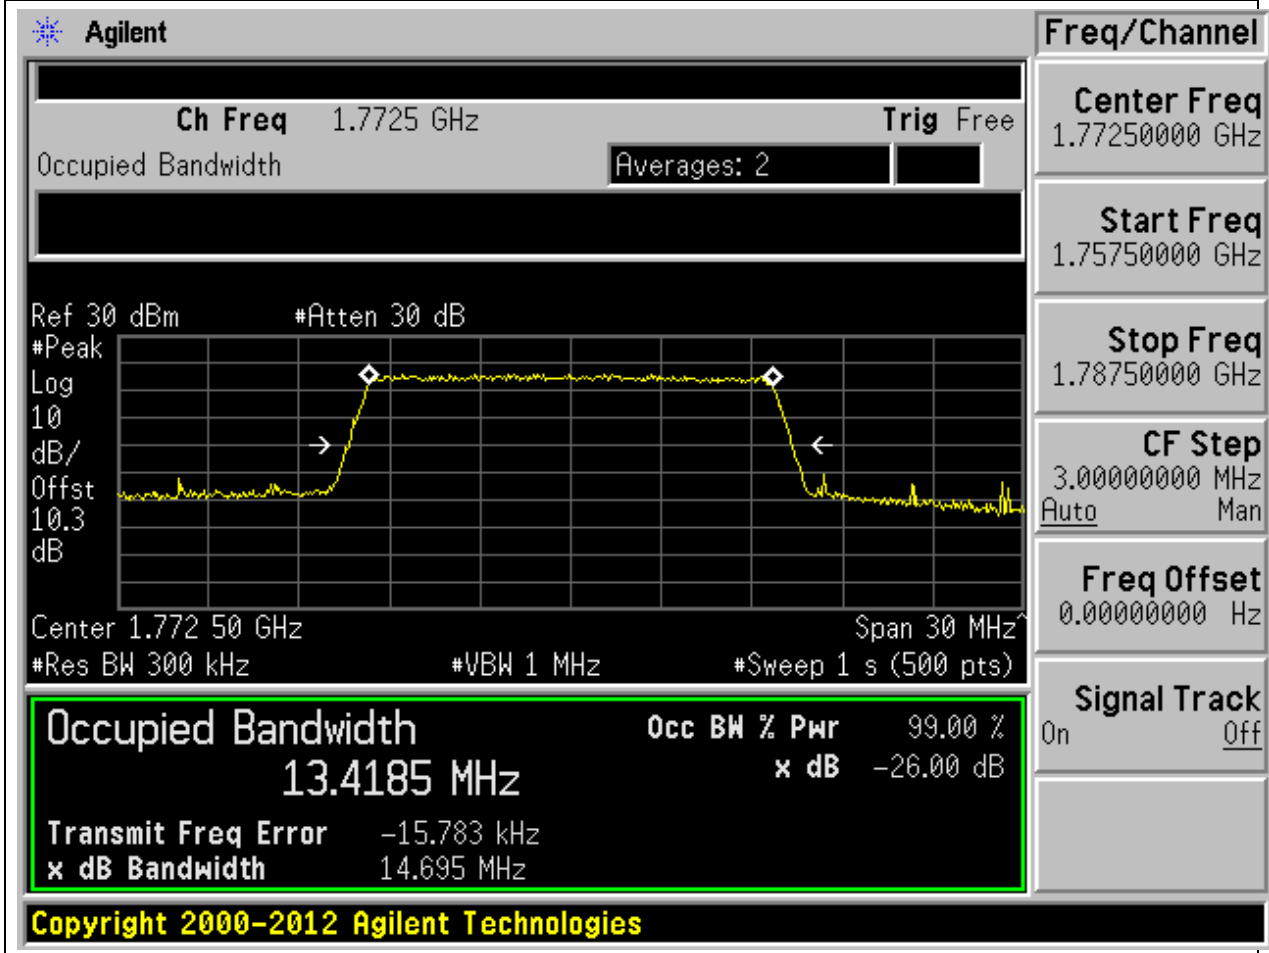 Agilent
Freq/Channel
Ch Freq 1.7725 GHz Trig Free
Occupied Bandwidth Averages: 2
Center Freq
1.77250000 GHz
Start Freq
1.75750000 GHz
Stop Freq
1.78750000 GHz
CF Step
3.00000000 MHz
Auto Man
Freq Offset
0.00000000 Hz
Signal Track
On Off
Ref 30 dBm #Atten 30 dB
#Peak
Log
10
dB/
Offst
10.3
dB
Center 1.772 50 GHz Span 30 MHz^
#Res BW 300 kHz #VBW 1 MHz #Sweep 1 s (500 pts)
Occupied Bandwidth
13.4185 MHz
Occ BW % Pwr 99.00 %
x dB -26.00 dB
Transmit Freq Error -15.783 kHz
x dB Bandwidth 14.695 MHz
Copyright 2000-2012 Agilent Technologies